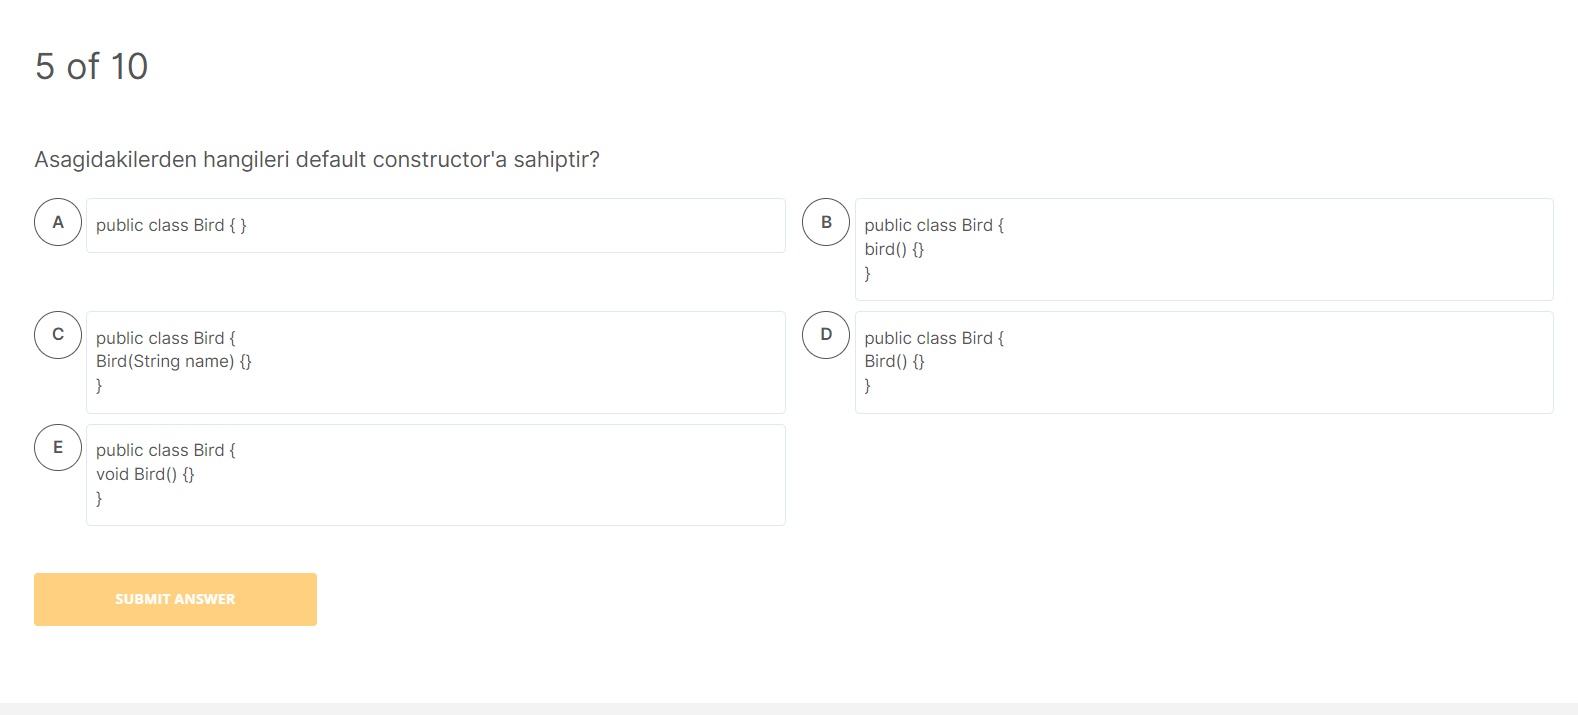 5 of 10
Asagidakilerden hangileri default constructor'a sahiptir?
A
public class Bird { }
B
public class Bird {
bird() {}
}
C
public class Bird {
Bird(String name) {}
}
D
public class Bird {
Bird() {}
}
E
public class Bird {
void Bird() {}
}
SUBMIT ANSWER